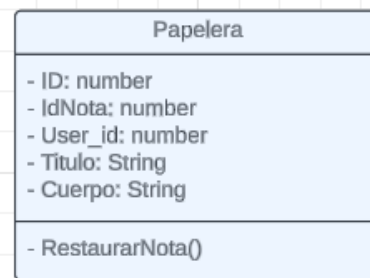 Papelera
- ID: number
- IdNota: number
- User_id: number
- Titulo: String
- Cuerpo: String
- RestaurarNota()